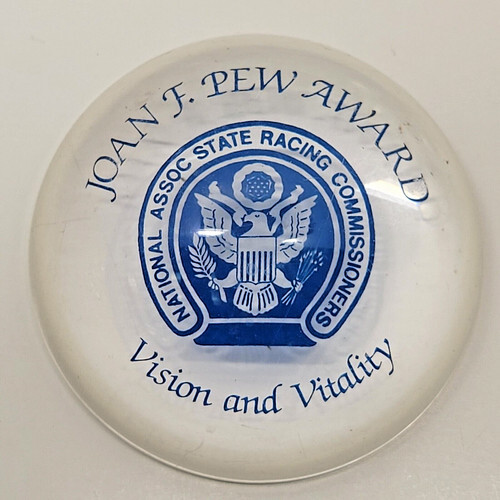 JOAN F. PEW AWARD
NATIONAL ASSOC STATE RACING COMMISSIONERS
Vision and Vitality